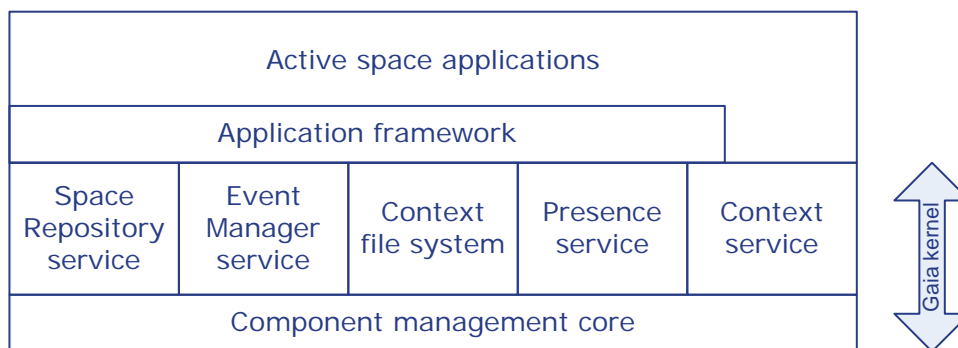 Active space applications
Application framework
Space
Repository
service
Event
Manager
service
Context
file system
Presence
service
Context
service
Gaia kernel
Component management core